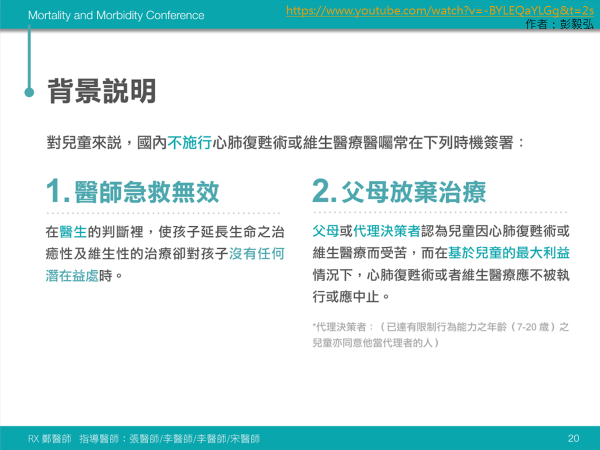 Mortality and Morbidity Conference
https://www.youtube.com/watch?v=-BYLEQaYLGg&t=2s
作者：彭毅弘
背景説明
對兒童來説，國內不施行心肺復甦術或維生醫療醫囑常在下列時機簽署：
1.醫師急救無效
在醫生的判斷裡，使孩子延長生命之治
癒性及維生性的治療卻對孩子沒有任何
潛在益處時。
2.父母放棄治療
父母或代理決策者認為兒童因心肺復甦術或
維生醫療而受苦，而在基於兒童的最大利益
情況下，心肺復甦術或者維生醫療應不被執
行或應中止。
*代理決策者：（已達有限制行為能力之年齡（7-20 歲）之
兒童亦同意他當代理者的人）
RX 鄭醫師 指導醫師：張醫師/李醫師/李醫師/宋醫師
20